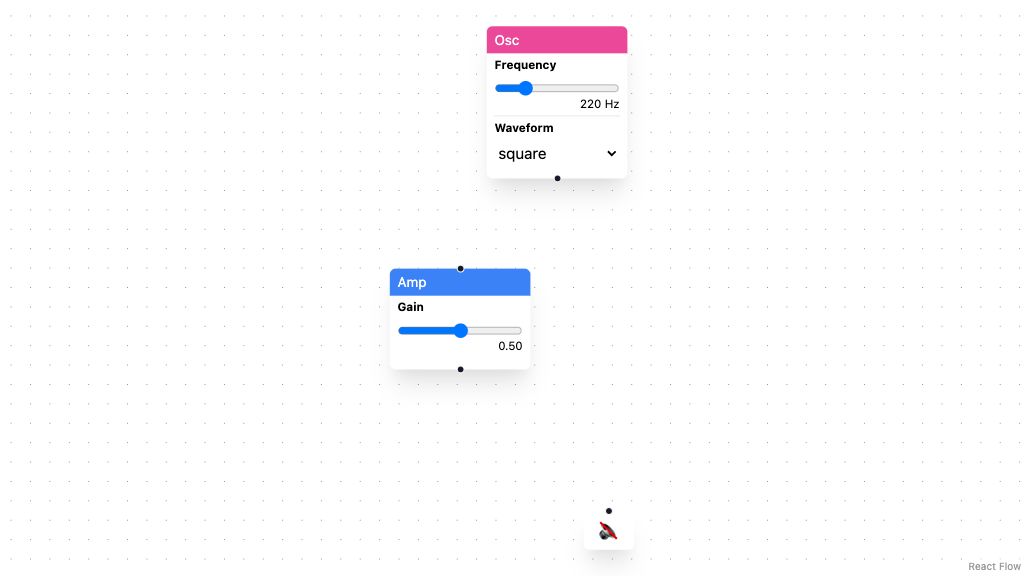 Osc
Frequency
220 Hz
Waveform
square
Amp
Gain
0.50
React Flow